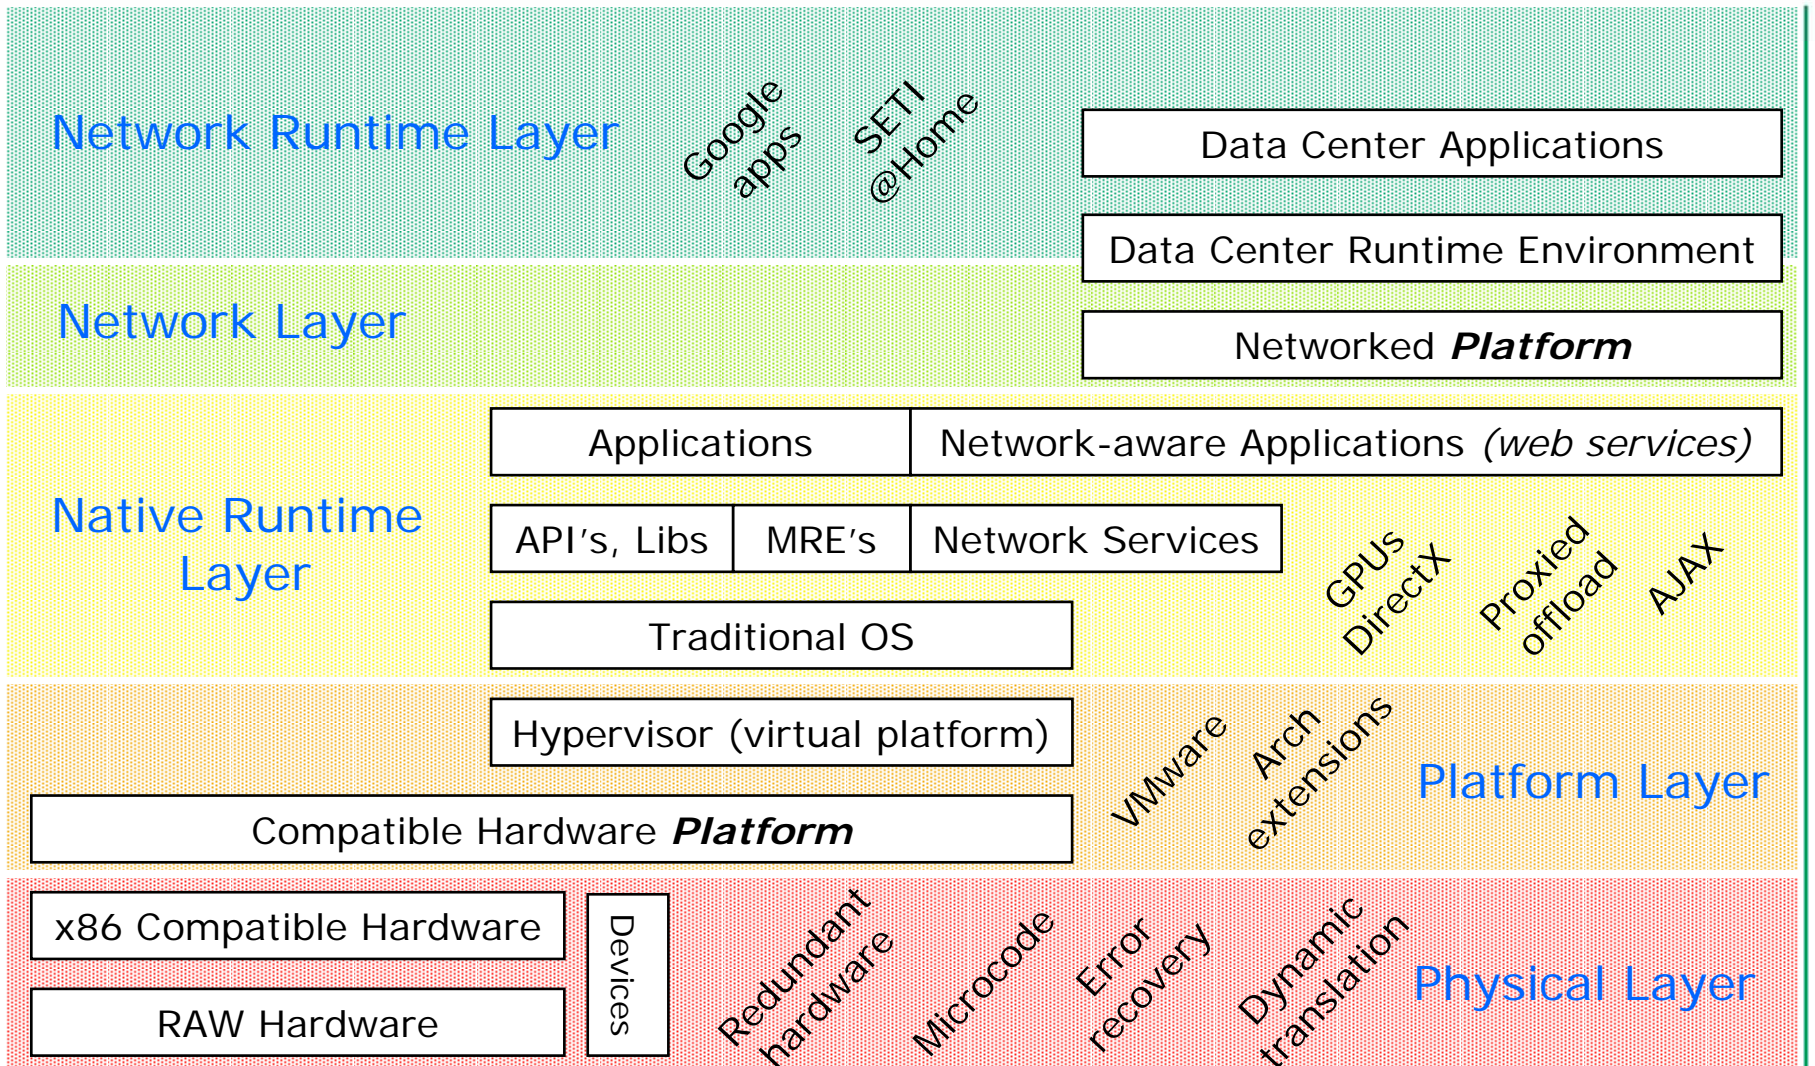 Network Runtime Layer
Google
apps
SETI
@Home
Data Center Applications
Data Center Runtime Environment
Network Layer
Networked Platform
Applications
Network-aware Applications (web services)
Native Runtime
Layer
API's, Libs
MRE's
Network Services
GPUs
DirectX
Proxied
offload
AJAX
Traditional OS
Hypervisor (virtual platform)
VMware
Arch
extensions
Platform Layer
Compatible Hardware Platform
x86 Compatible Hardware
Devices
Redundant
hardware
Microcode
Error
recovery
Dynamic
translation
Physical Layer
RAW Hardware